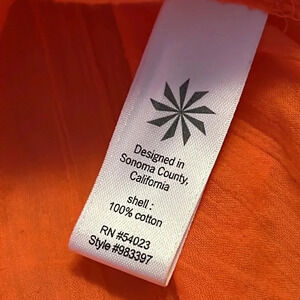 Designed in
Sonoma County,
California
shell :
100% cotton
RN #54023
Style #983397